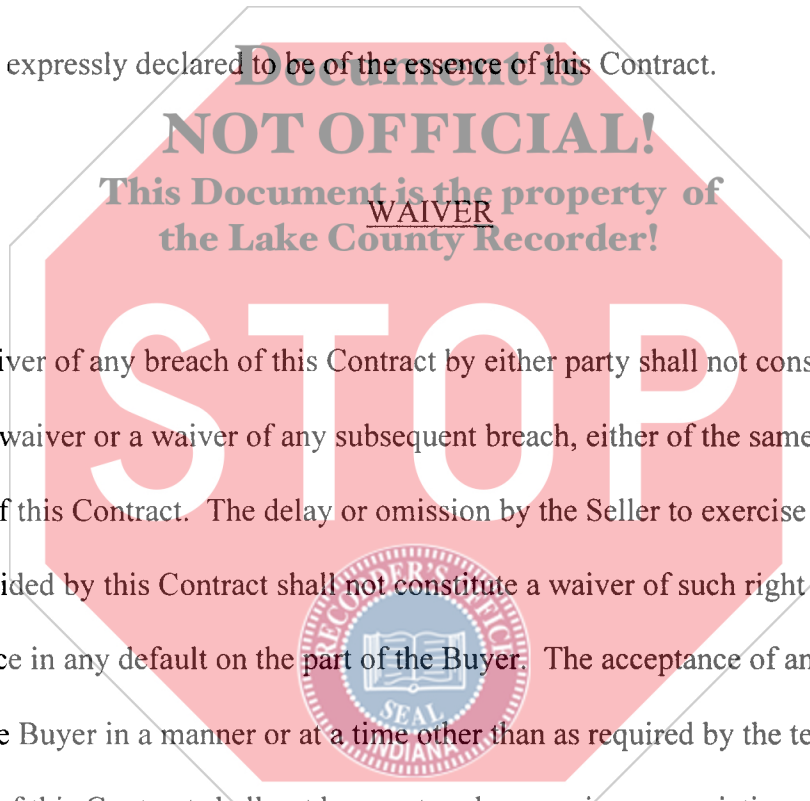 expressly declared to be of the essence of this Contract.
Document is
NOT OFFICIAL!
This Document is the property of
the Lake County Recorder!
WAIVER
STOP
iver of any breach of this Contract by either party shall not cons
waiver or a waiver of any subsequent breach, either of the same
f this Contract. The delay or omission by the Seller to exercise
ided by this Contract shall not constitute a waiver of such right
ce in any default on the part of the Buyer. The acceptance of an
e Buyer in a manner or at a time other than as required by the te
RECORDER'S OFFICE
SEAL
INDIANA
f this Contract shall not be